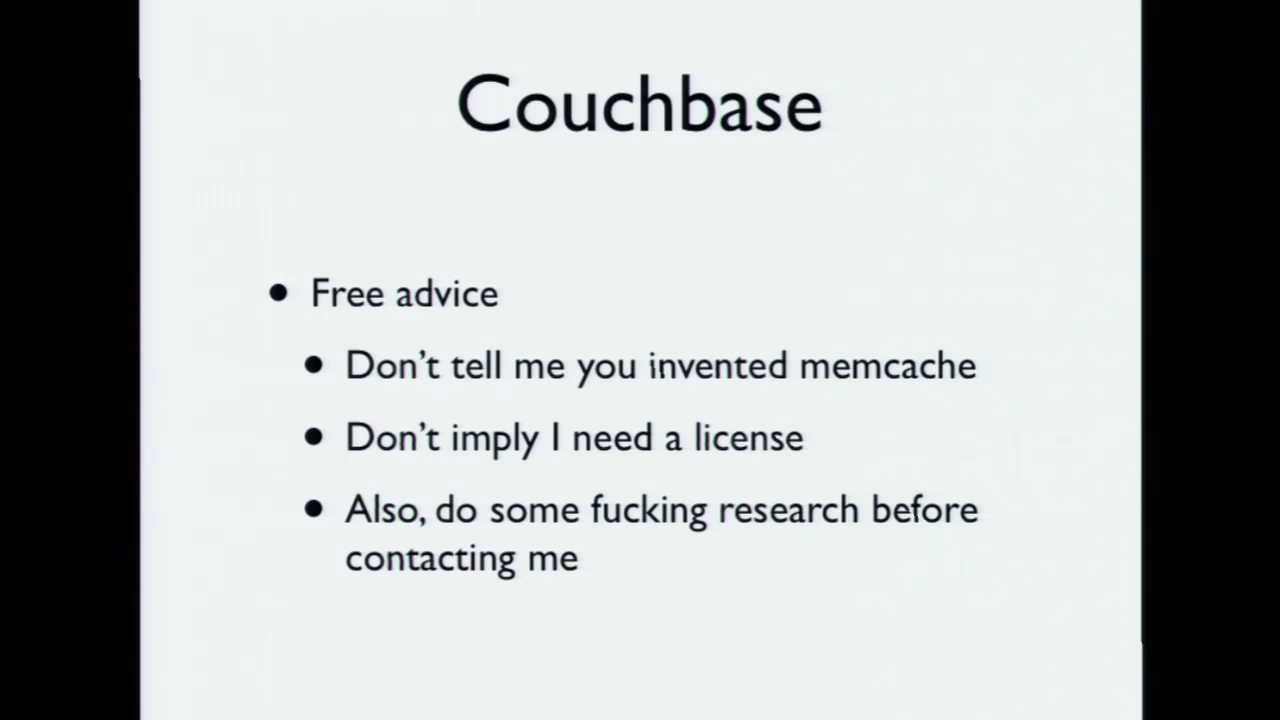 Couchbase
• Free advice
• Don't tell me you invented memcache
• Don't imply I need a license
• Also, do some fucking research before
contacting me